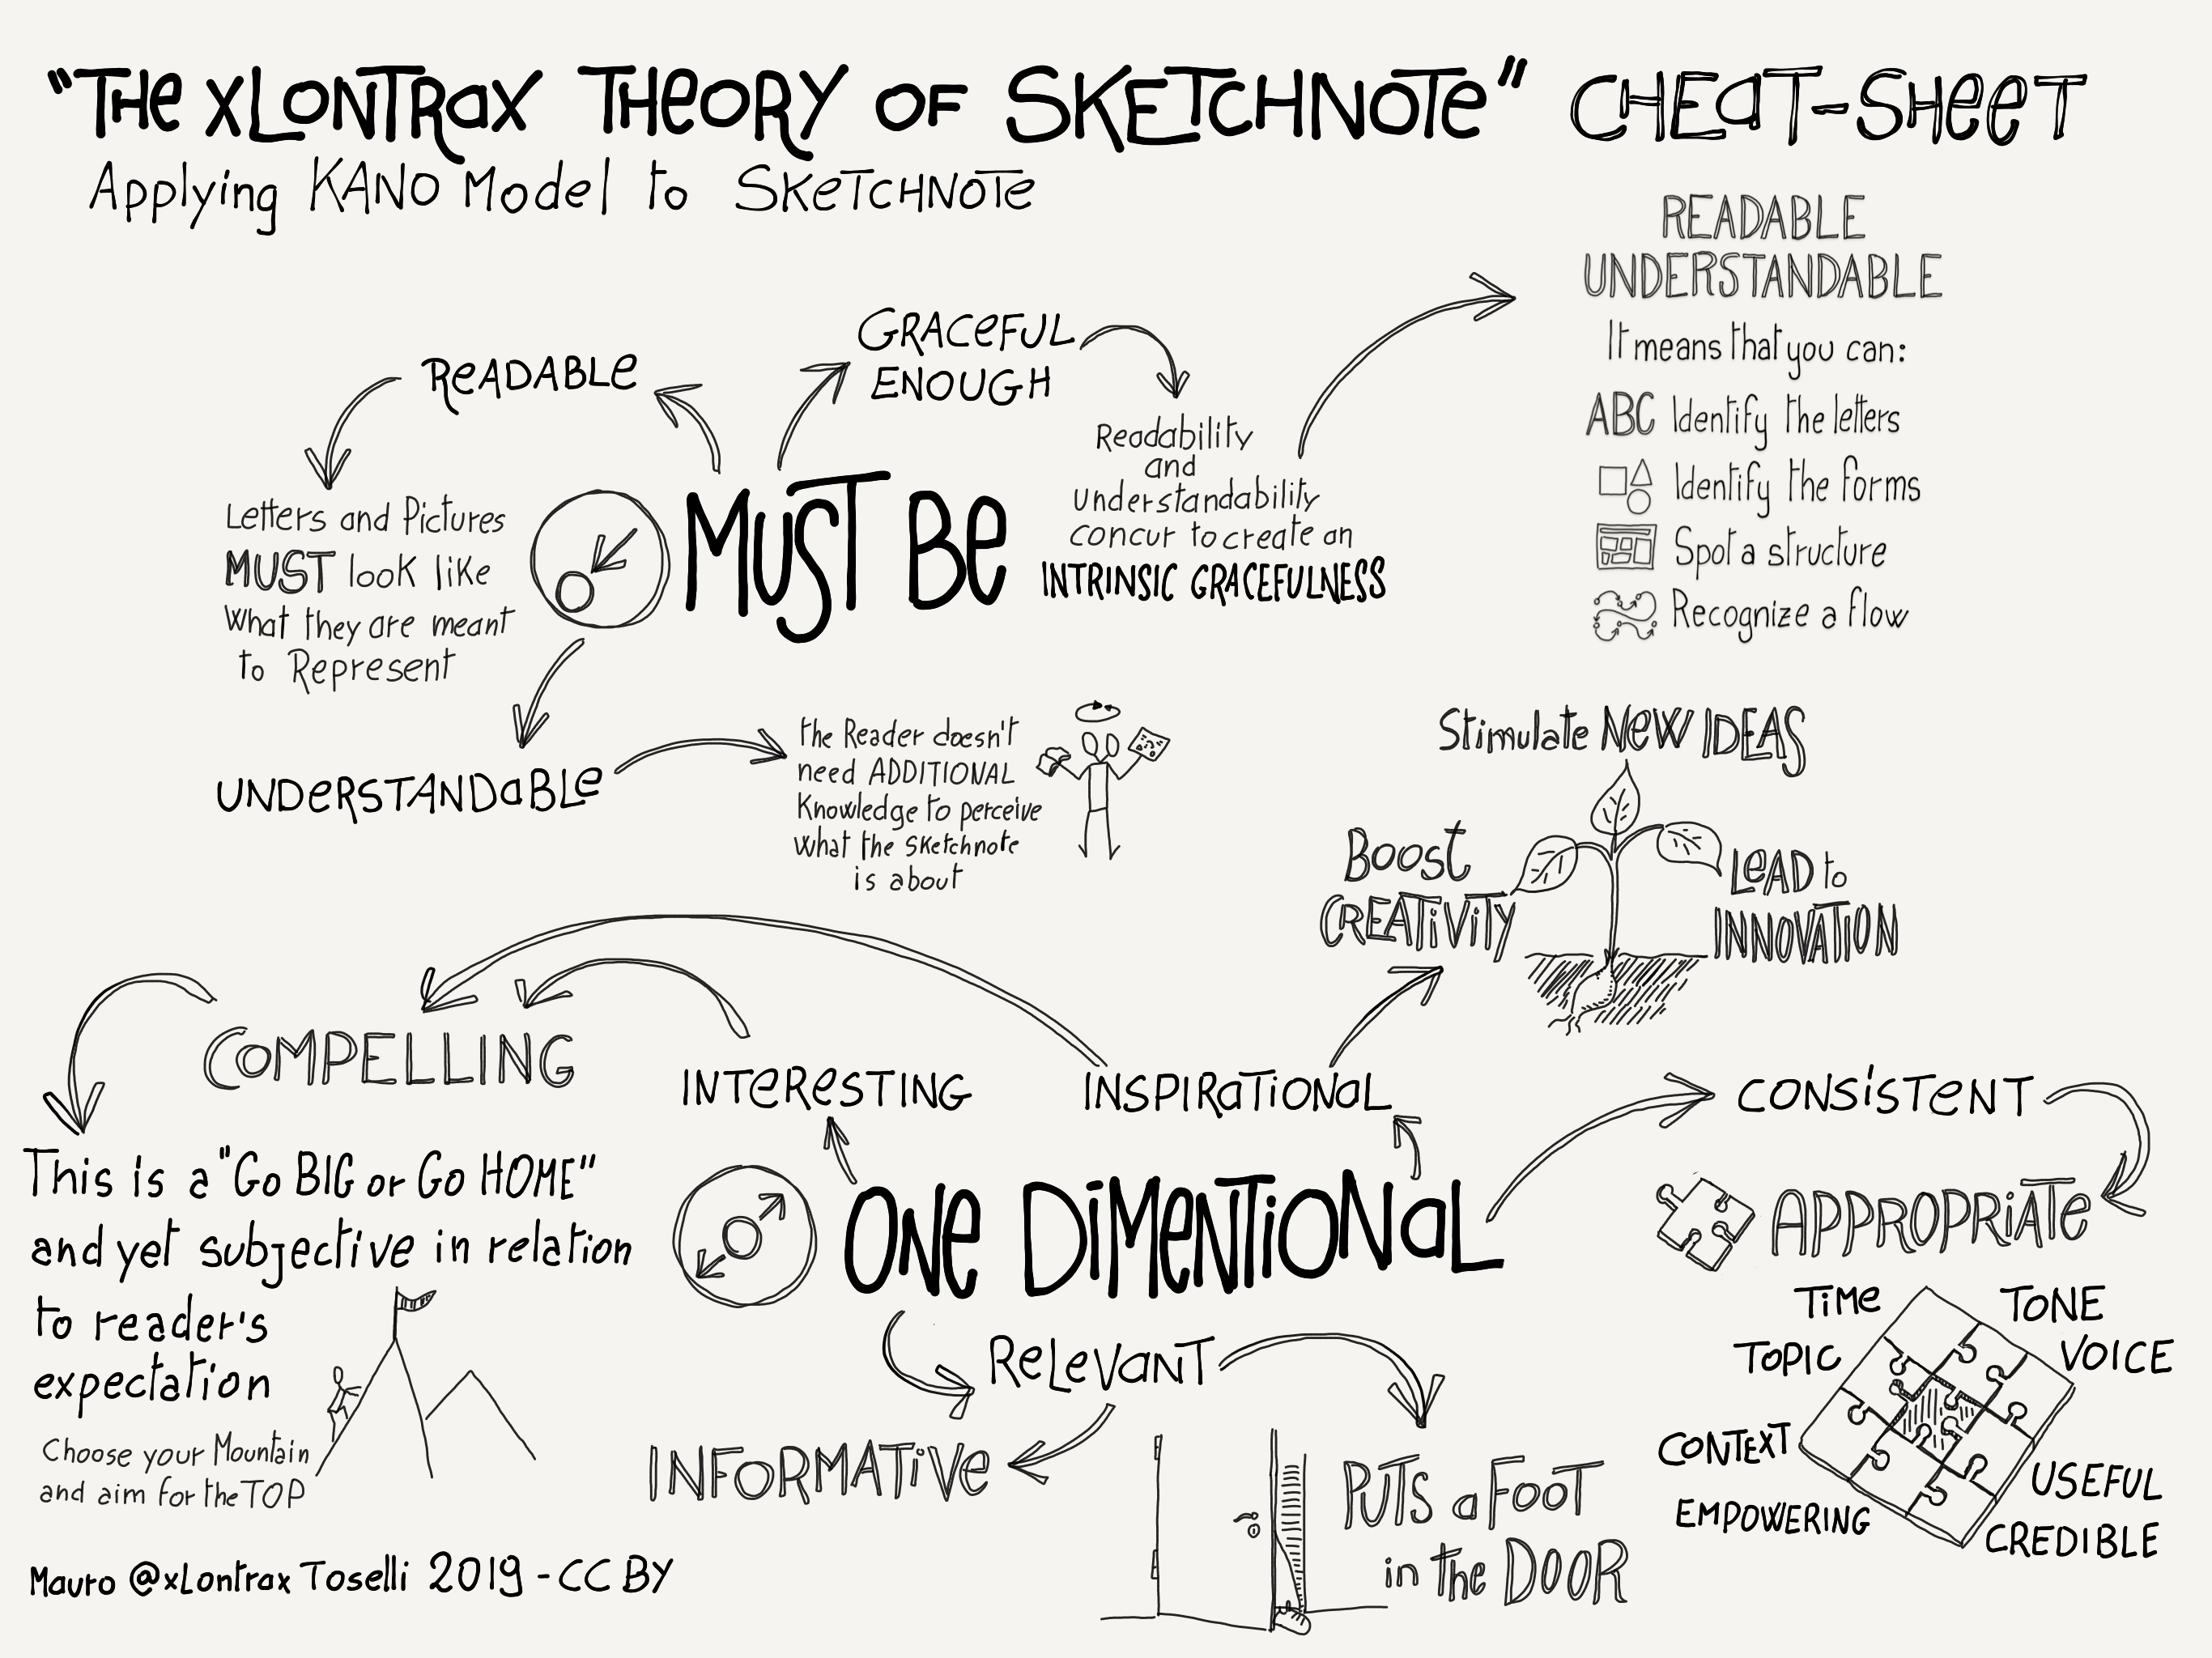 "THe xLONTRax THeORY OF SKETCHNOTe" CHEaT-SHeeT
Applying KANO Model to SKeTCHNOTe
ReADABLe
GRACeFUL
ENOUGH
Letters and Pictures
MUST look like
What they are meant
to Represent
MUST Be
Readability
and
Understandability
concur to create an
INTRINSIC GRACEFULNESS
READABLE
UNDERSTANDABLE
It means that you can:
ABC Identify the letters
Identify the forms
Spot a structure
Recognize a flow
UNDeRSTANDaBLe
the Reader doesn't
need ADDITIONAL
Knowledge to perceive
What the Sketchnote
is about
Stimulate NeW IDEAS
Boost
CREATiViTY
LeAD to
INNOVATION
COMPELLING
INTeReSTING
INSPIRaTIONaL
CONSiSTeNT
This is a "Go BIG or Go HOME"
and yet subjective in relation
to reader's
expectation
Choose your Mountain
and aim for the TOP
ONe DiMeNTiONaL
APPROPRiATe
TiMe
TONE
TOPIC
VOICE
CONTEXT
USEFUL
EMPOWERING
CREDIBLE
ReLeVaNT
INFORMATiVe
PUTS a FOOT
in the DOOR
Mauro @xLontrax Toselli 2019 - CC BY